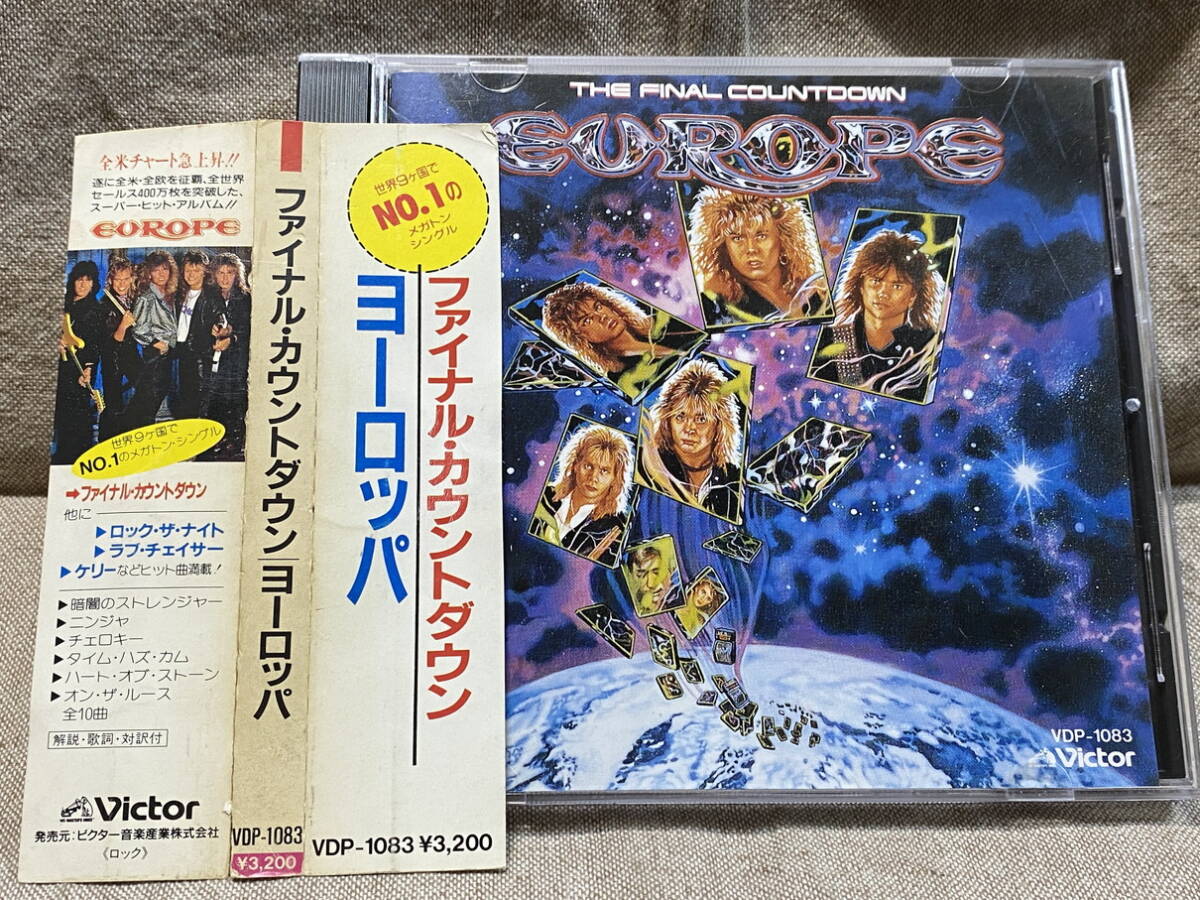 全米チャート急上昇!!
遂に全米・全欧を征覇、全世界
セールス400万枚を突破した、
スーパー・ヒット・アルバム!!
EUROPE
世界9ヶ国で
NO.1のメガトン・シングル
➡ファイナル・カウントダウン
他に
▶ロック・ザ・ナイト
▶ラブ・チェイサー
▶ケリーなどヒット曲満載!
▶暗闇のストレンジャー
▶ニンジャ
▶チェロキー
▶タイム・ハズ・カム
▶ハート・オブ・ストーン
▶オン・ザ・ルース
全10曲
解説・歌詞・対訳付
Victor
発売元:ビクター音楽産業株式会社
《ロック》
ファイナル・カウントダウン/ヨーロッパ
VDP-1083
¥3,200
世界9ヶ国で
NO.1の
メガトン
シングル
ファイナル・カウントダウン
ヨーロッパ
VDP-1083 ¥3,200
THE FINAL COUNTDOWN
EUROPE
VDP-1083
Victor